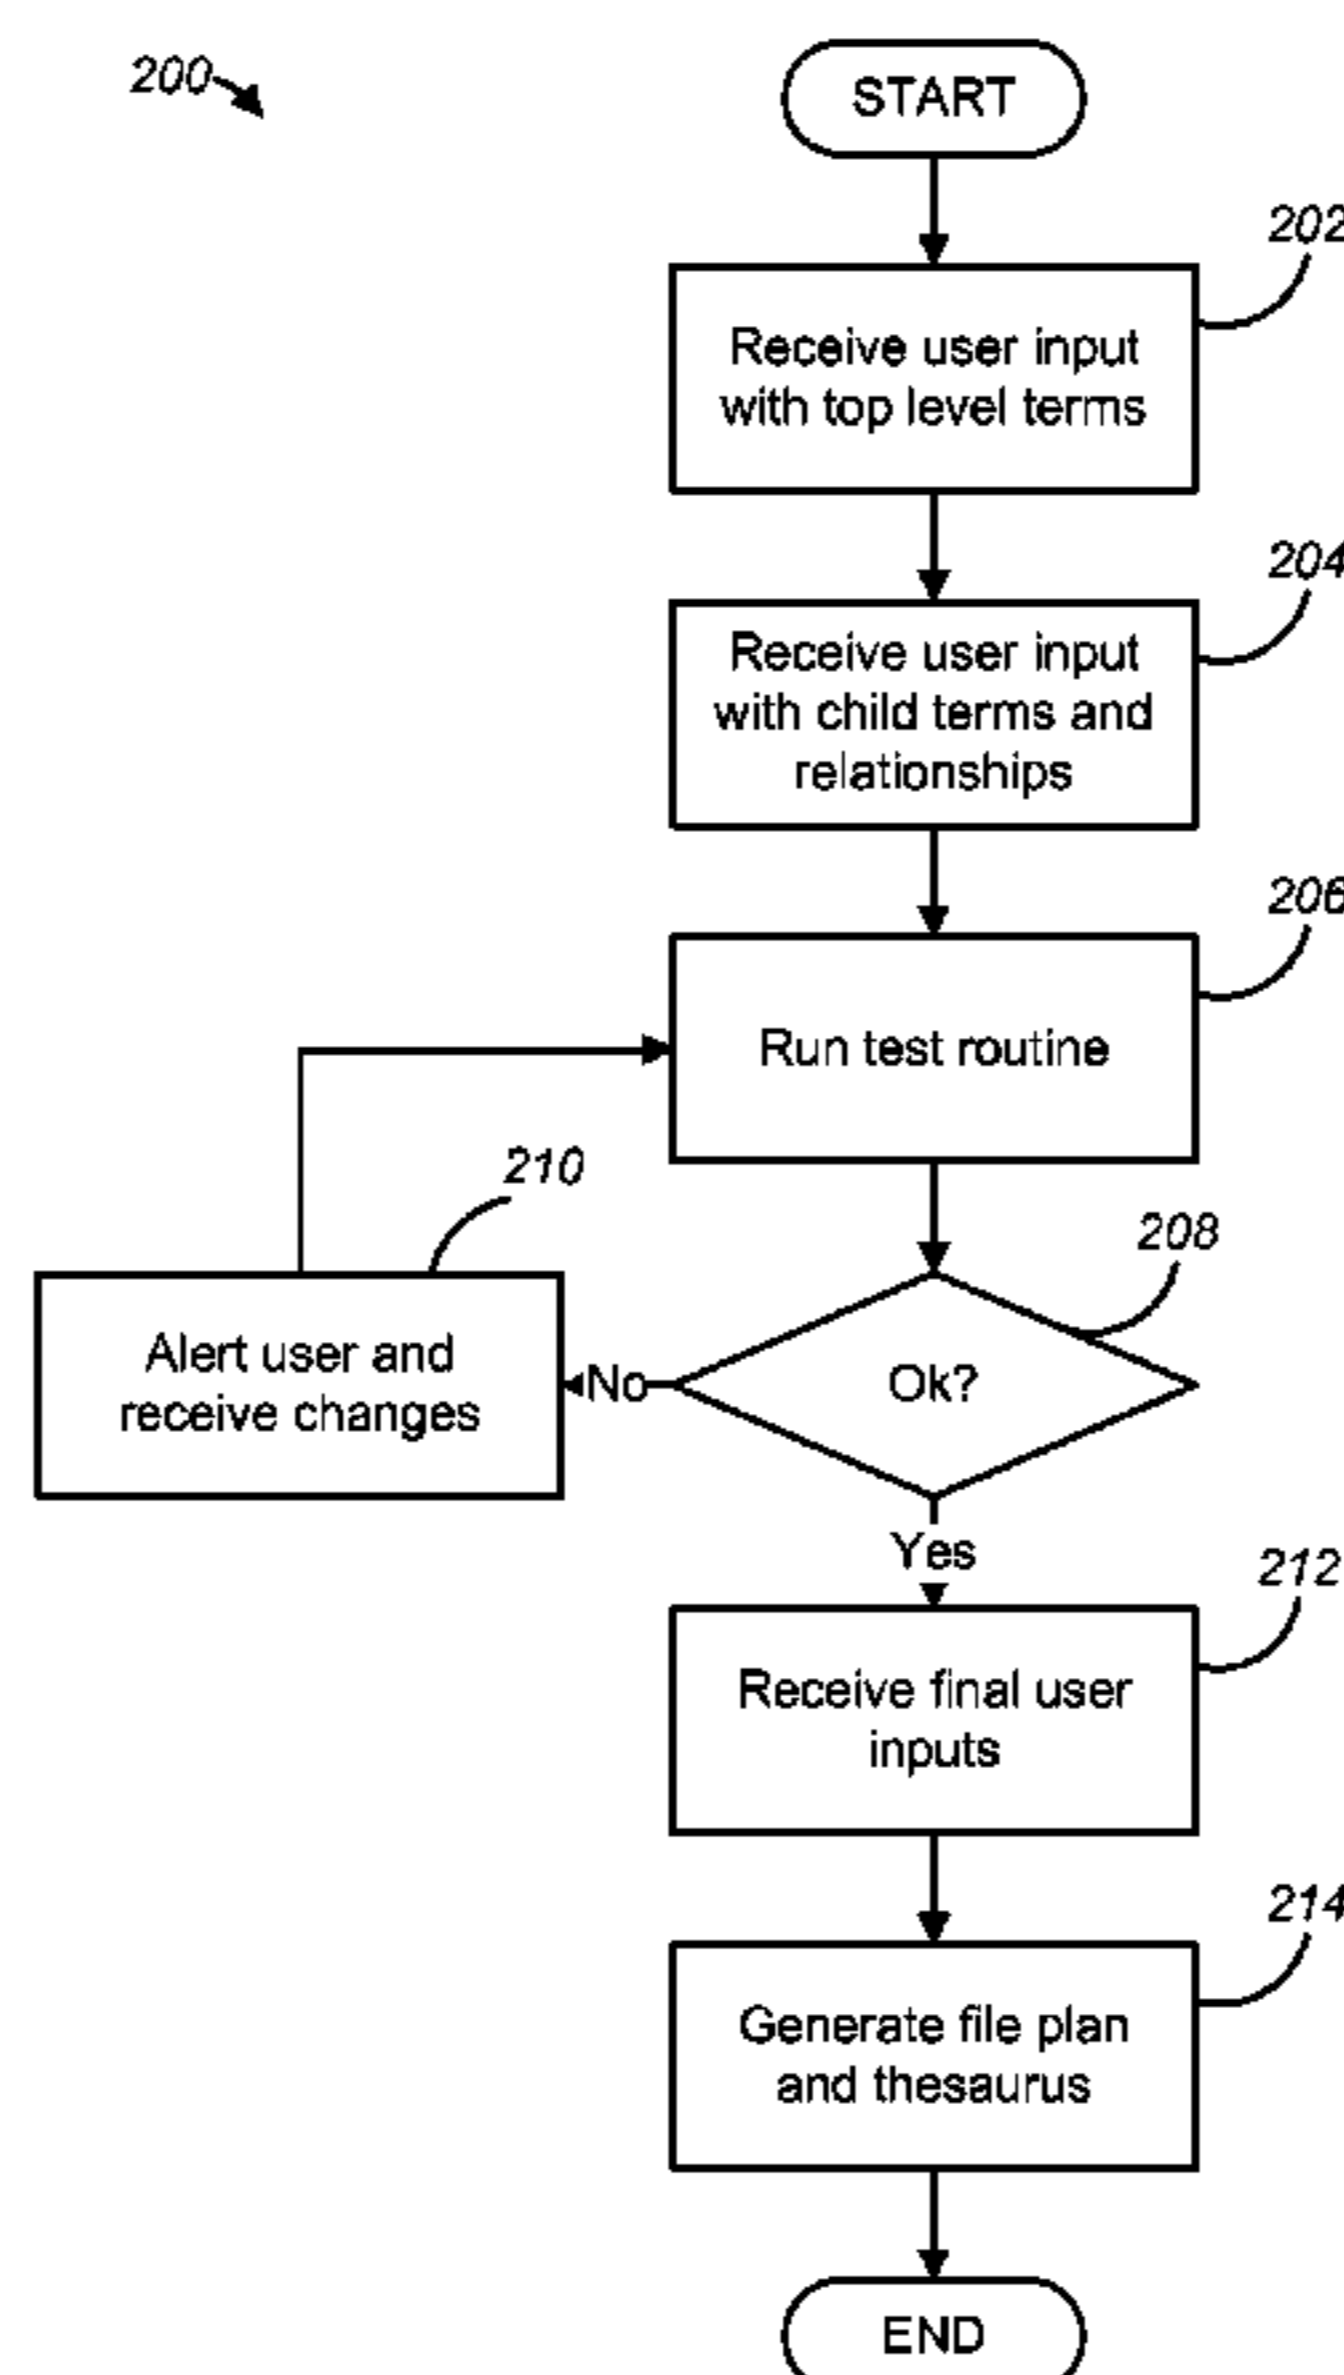 200
START
202
Receive user input
with top level terms
204
Receive user input
with child terms and
relationships
206
Run test routine
210
208
Alert user and
receive changes
No
Ok?
Yes
212
Receive final user
inputs
214
Generate file plan
and thesaurus
END